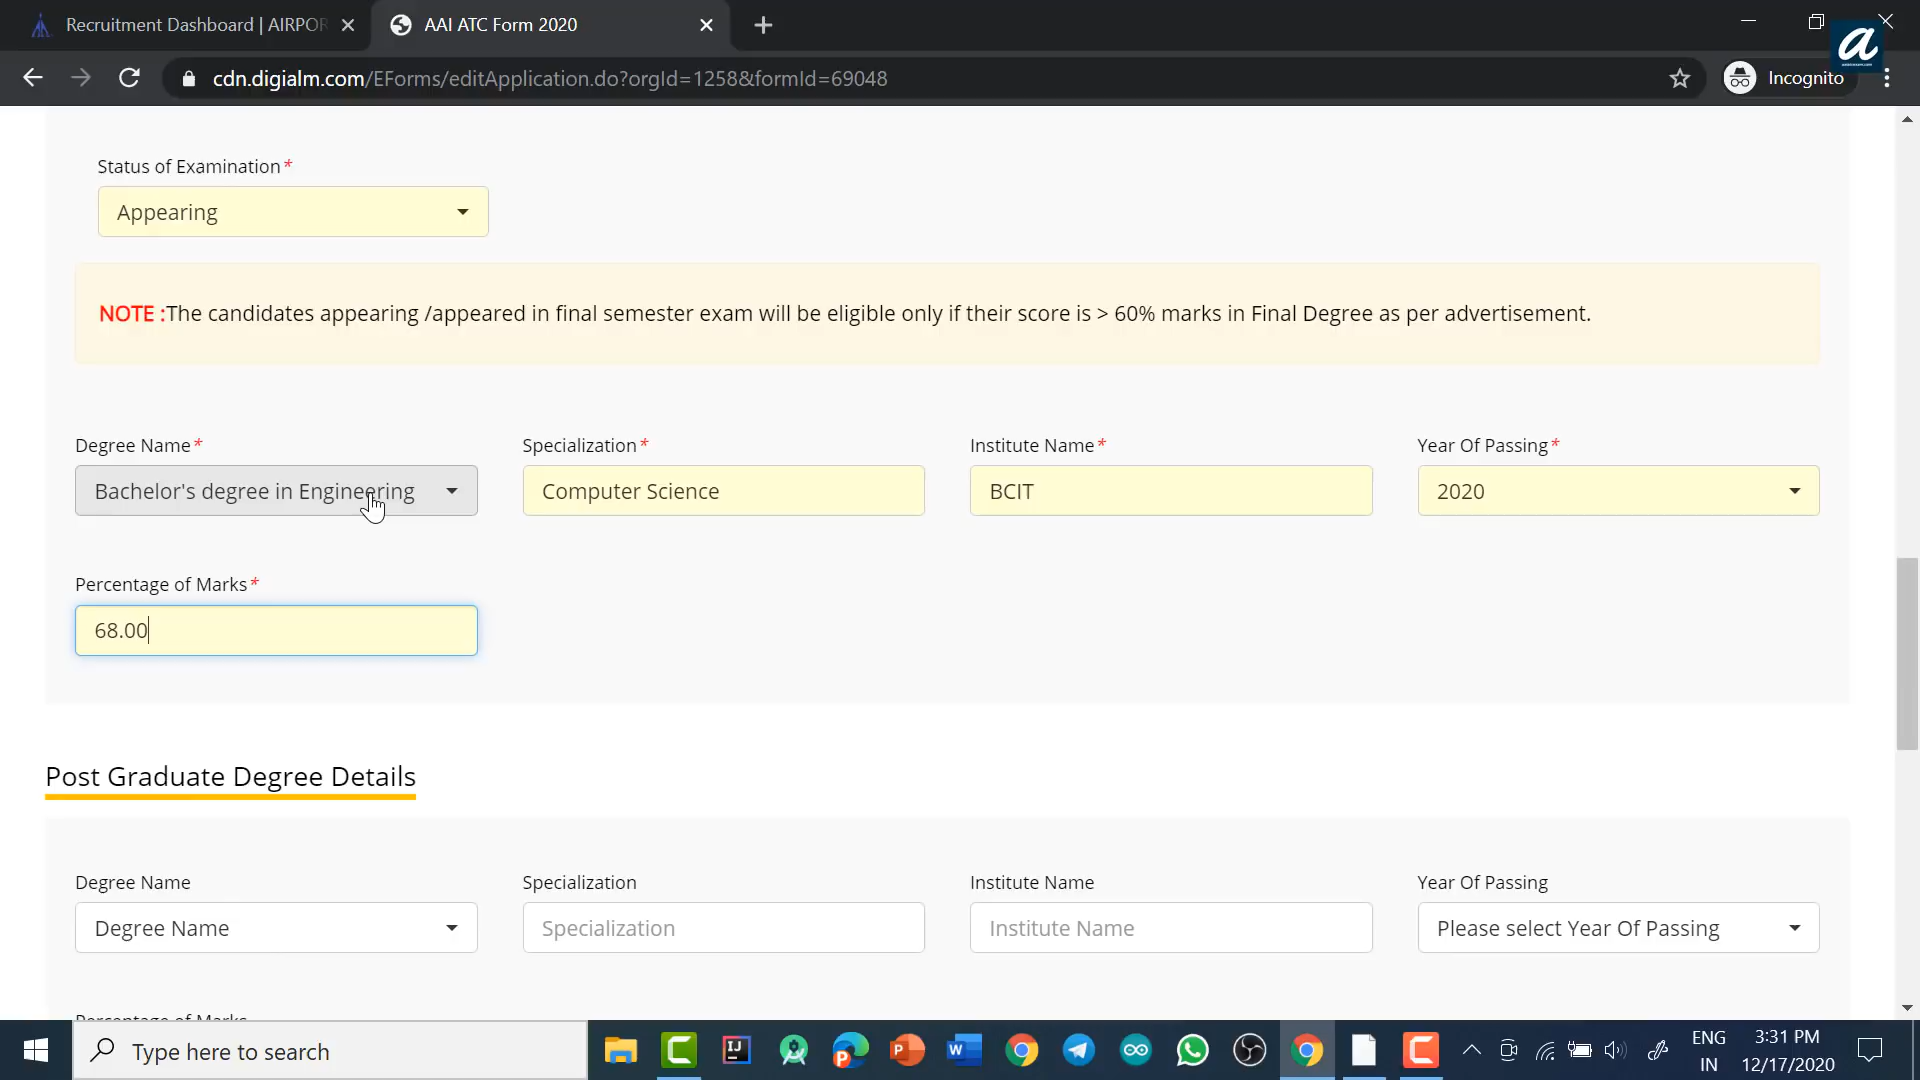 Recruitment Dashboard | AIRPOR
AAI ATC Form 2020
a
cdn.digialm.com/EForms/editApplication.do?orgId=1258&formId=69048
Incognito
Status of Examination*
Appearing
NOTE :The candidates appearing /appeared in final semester exam will be eligible only if their score is > 60% marks in Final Degree as per advertisement.
Degree Name* Specialization* Institute Name* Year Of Passing*
Bachelor's degree in Engineering Computer Science BCIT 2020
Percentage of Marks*
68.00
Post Graduate Degree Details
Degree Name Specialization Institute Name Year Of Passing
Degree Name Specialization Institute Name Please select Year Of Passing
Percentage of Marks
Type here to search
ENG 3:31 PM
IN 12/17/2020